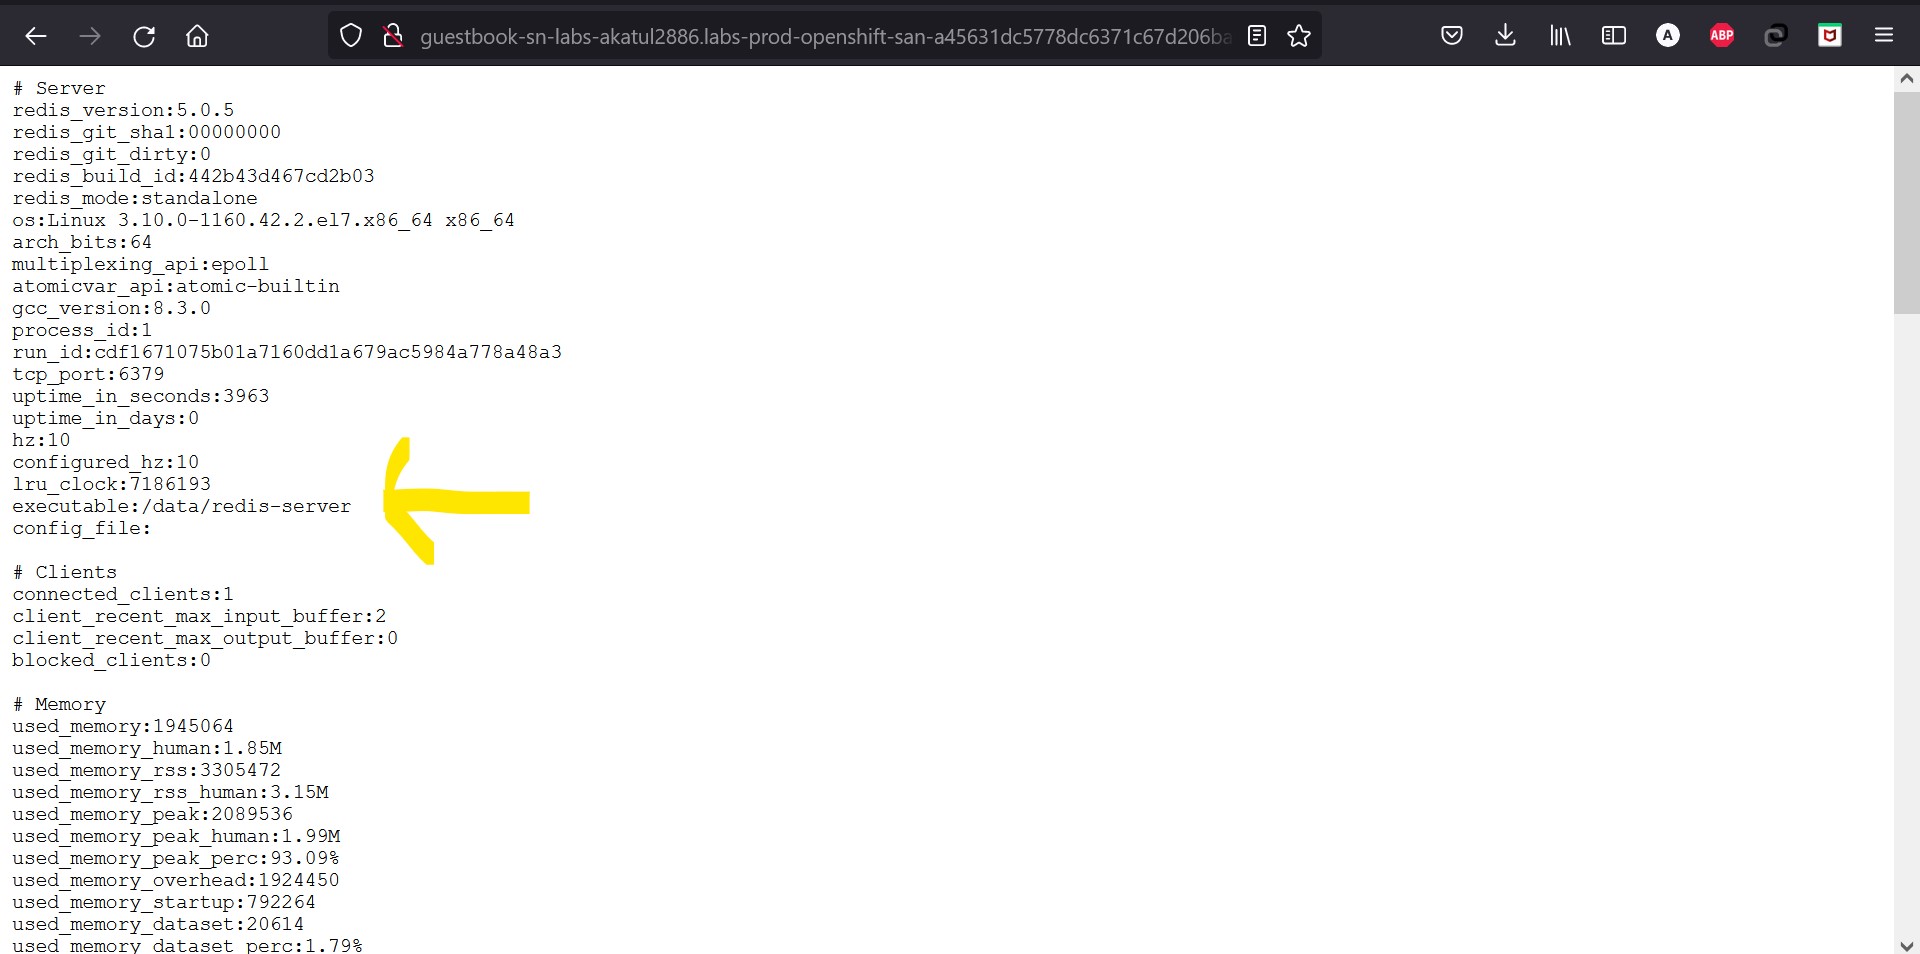 guestbook-sn-labs-akatul2886.labs-prod-openshift-san-a45631dc5778dc6371c67d206ba
A
ABP
# Server
redis_version:5.0.5
redis_git_sha1:00000000
redis_git_dirty:0
redis_build_id:442b43d467cd2b03
redis_mode:standalone
os:Linux 3.10.0-1160.42.2.el7.x86_64 x86_64
arch_bits:64
multiplexing_api:epoll
atomicvar_api:atomic-builtin
gcc_version:8.3.0
process_id:1
run_id:cdf1671075b01a7160dd1a679ac5984a778a48a3
tcp_port:6379
uptime_in_seconds:3963
uptime_in_days:0
hz:10
configured_hz:10
lru_clock:7186193
executable:/data/redis-server
config_file:
# Clients
connected_clients:1
client_recent_max_input_buffer:2
client_recent_max_output_buffer:0
blocked_clients:0
# Memory
used_memory:1945064
used_memory_human:1.85M
used_memory_rss:3305472
used_memory_rss_human:3.15M
used_memory_peak:2089536
used_memory_peak_human:1.99M
used_memory_peak_perc:93.09%
used_memory_overhead:1924450
used_memory_startup:792264
used_memory_dataset:20614
used_memory_dataset_perc:1.79%